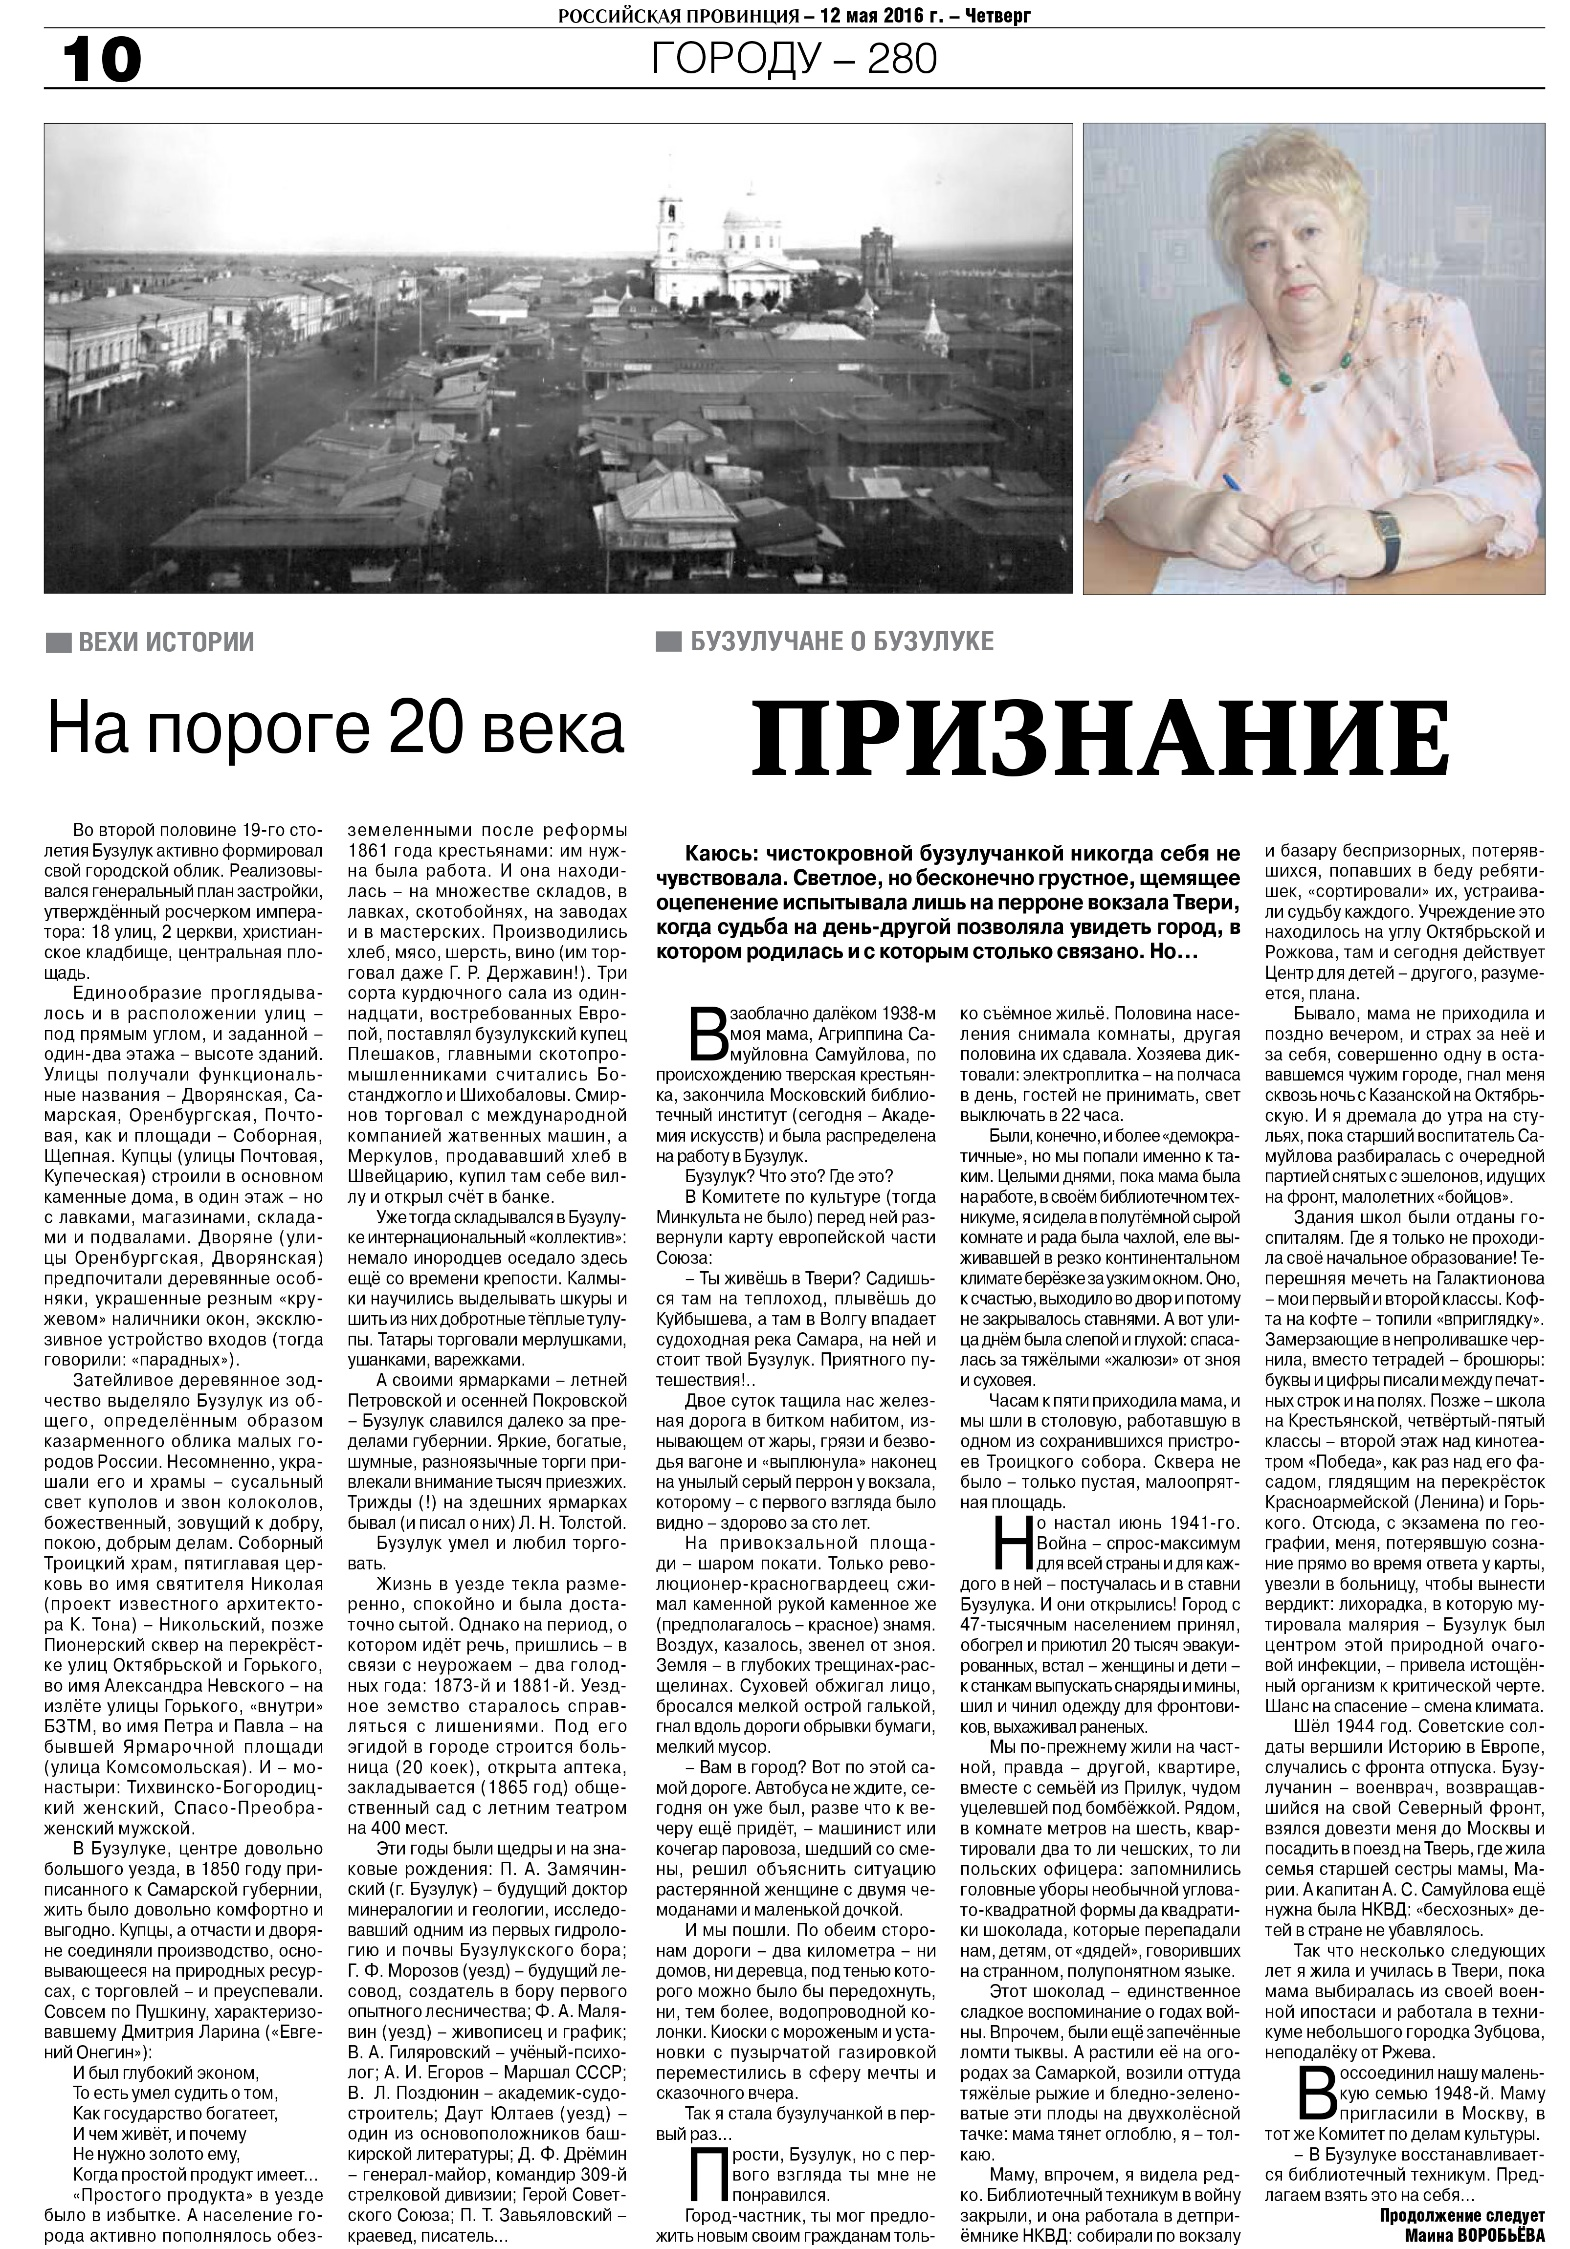 РОССИЙСКАЯ ПРОВИНЦИЯ – 12 мая 2016 г. – Четверг
10
ГОРОДУ – 280
ВЕХИ ИСТОРИИ
На пороге 20 века
Во второй половине 19-го сто-
летия Бузулук активно формировал
свой городской облик. Реализовы-
вался генеральный план застройки,
утверждённый росчерком импера-
тора: 18 улиц, 2 церкви, христиан-
ское кладбище, центральная пло-
щадь.
Единообразие проглядыва-
лось и в расположении улиц –
под прямым углом, и заданной –
один-два этажа – высоте зданий.
Улицы получали функциональ-
ные названия – Дворянская, Са-
марская, Оренбургская, Почто-
вая, как и площади – Соборная,
Щепная. Купцы (улицы Почтовая,
Купеческая) строили в основном
каменные дома, в один этаж – но
с лавками, магазинами, склада-
ми и подвалами. Дворяне (ули-
цы Оренбургская, Дворянская)
предпочитали деревянные особ-
няки, украшенные резным «кру-
жевом» наличники окон, эксклю-
зивное устройство входов (тогда
говорили: «парадных»).
Затейливое деревянное зод-
чество выделяло Бузулук из об-
щего, определённым образом
казарменного облика малых го-
родов России. Несомненно, укра-
шали его и храмы – сусальный
свет куполов и звон колоколов,
божественный, зовущий к добру,
покою, добрым делам. Соборный
Троицкий храм, пятиглавая цер-
ковь во имя святителя Николая
(проект известного архитекто-
ра К. Тона) – Никольский, позже
Пионерский сквер на перекрёст-
ке улиц Октябрьской и Горького,
во имя Александра Невского – на
излёте улицы Горького, «внутри»
БЗТМ, во имя Петра и Павла – на
бывшей Ярмарочной площади
(улица Комсомольская). И – мо-
настыри: Тихвинско-Богородиц-
кий женский, Спасо-Преобра-
женский мужской.
В Бузулуке, центре довольно
большого уезда, в 1850 году при-
писанного к Самарской губернии,
жить было довольно комфортно и
выгодно. Купцы, а отчасти и дворя-
не соединяли производство, осно-
вывающееся на природных ресур-
сах, с торговлей – и преуспевали.
Совсем по Пушкину, характеризо-
вавшему Дмитрия Ларина («Евге-
ний Онегин»):
И был глубокий эконом,
То есть умел судить о том,
Как государство богатеет,
И чем живёт, и почему
Не нужно золото ему,
Когда простой продукт имеет…
«Простого продукта» в уезде
было в избытке. А население го-
рода активно пополнялось обез-
земеленными после реформы
1861 года крестьянами: им нуж-
на была работа. И она находи-
лась – на множестве складов, в
лавках, скотобойнях, на заводах
и в мастерских. Производились
хлеб, мясо, шерсть, вино (им тор-
говал даже Г. Р. Державин!). Три
сорта курдючного сала из один-
надцати, востребованных Евро-
пой, поставлял бузулукский купец
Плешаков, главными скотопро-
мышленниками считались Бо-
станджогло и Шихобаловы. Смир-
нов торговал с международной
компанией жатвенных машин, а
Меркулов, продававший хлеб в
Швейцарию, купил там себе вил-
лу и открыл счёт в банке.
Уже тогда складывался в Бузулу-
ке интернациональный «коллектив»:
немало инородцев оседало здесь
ещё со времени крепости. Калмы-
ки научились выделывать шкуры и
шить из них добротные тёплые тулу-
пы. Татары торговали мерлушками,
ушанками, варежками.
А своими ярмарками – летней
Петровской и осенней Покровской
– Бузулук славился далеко за пре-
делами губернии. Яркие, богатые,
шумные, разноязычные торги при-
влекали внимание тысяч приезжих.
Трижды (!) на здешних ярмарках
бывал (и писал о них) Л. Н. Толстой.
Бузулук умел и любил торго-
вать.
Жизнь в уезде текла разме-
ренно, спокойно и была доста-
точно сытой. Однако на период, о
котором идёт речь, пришлись – в
связи с неурожаем – два голод-
ных года: 1873-й и 1881-й. Уезд-
ное земство старалось справ-
ляться с лишениями. Под его
эгидой в городе строится боль-
ница (20 коек), открыта аптека,
закладывается (1865 год) обще-
ственный сад с летним театром
на 400 мест.
Эти годы были щедры и на зна-
ковые рождения: П. А. Замячин-
ский (г. Бузулук) – будущий доктор
минералогии и геологии, исследо-
вавший одним из первых гидроло-
гию и почвы Бузулукского бора;
Г. Ф. Морозов (уезд) – будущий ле-
совод, создатель в бору первого
опытного лесничества; Ф. А. Маля-
вин (уезд) – живописец и график;
В. А. Гиляровский – учёный-психо-
лог; А. И. Егоров – Маршал СССР;
В. Л. Поздюнин – академик-судо-
строитель; Даут Юлтаев (уезд) –
один из основоположников баш-
кирской литературы; Д. Ф. Дрёмин
– генерал-майор, командир 309-й
стрелковой дивизии; Герой Совет-
ского Союза; П. Т. Завьяловский –
краевед, писатель…
БУЗУЛУЧАНЕ О БУЗУЛУКЕ
ПРИЗНАНИЕ
Каюсь: чистокровной бузулучанкой никогда себя не
чувствовала. Светлое, но бесконечно грустное, щемящее
оцепенение испытывала лишь на перроне вокзала Твери,
когда судьба на день-другой позволяла увидеть город, в
котором родилась и с которым столько связано. Но…
В заоблачно далёком 1938-м
моя мама, Агриппина Са-
муйловна Самуйлова, по
происхождению тверская крестьян-
ка, закончила Московский библио-
течный институт (сегодня – Акаде-
мия искусств) и была распределена
на работу в Бузулук.
Бузулук? Что это? Где это?
В Комитете по культуре (тогда
Минкульта не было) перед ней раз-
вернули карту европейской части
Союза:
– Ты живёшь в Твери? Садишь-
ся там на теплоход, плывёшь до
Куйбышева, а там в Волгу впадает
судоходная река Самара, на ней и
стоит твой Бузулук. Приятного пу-
тешествия!..
Двое суток тащила нас желез-
ная дорога в битком набитом, из-
нывающем от жары, грязи и безво-
дья вагоне и «выплюнула» наконец
на унылый серый перрон у вокзала,
которому – с первого взгляда было
видно – здорово за сто лет.
На привокзальной площа-
ди – шаром покати. Только рево-
люционер-красногвардеец сжи-
мал каменной рукой каменное же
(предполагалось – красное) знамя.
Воздух, казалось, звенел от зноя.
Земля – в глубоких трещинах-рас-
щелинах. Суховей обжигал лицо,
бросался мелкой острой галькой,
гнал вдоль дороги обрывки бумаги,
мелкий мусор.
– Вам в город? Вот по этой са-
мой дороге. Автобуса не ждите, се-
годня он уже был, разве что к ве-
черу ещё придёт, – машинист или
кочегар паровоза, шедший со сме-
ны, решил объяснить ситуацию
растерянной женщине с двумя че-
моданами и маленькой дочкой.
И мы пошли. По обеим сторо-
нам дороги – два километра – ни
домов, ни деревца, под тенью кото-
рого можно было бы передохнуть,
ни, тем более, водопроводной ко-
лонки. Киоски с мороженым и уста-
новки с пузырчатой газировкой
переместились в сферу мечты и
сказочного вчера.
Так я стала бузулучанкой в пер-
вый раз…
Прости, Бузулук, но с пер-
вого взгляда ты мне не
понравился.
Город-частник, ты мог предло-
жить новым своим гражданам толь-
ко съёмное жильё. Половина насе-
ления снимала комнаты, другая
половина их сдавала. Хозяева дик-
товали: электроплитка – на полчаса
в день, гостей не принимать, свет
выключать в 22 часа.
Были, конечно, и более «демокра-
тичные», но мы попали именно к та-
ким. Целыми днями, пока мама была
на работе, в своём библиотечном тех-
никуме, я сидела в полутёмной сырой
комнате и рада была чахлой, еле вы-
живавшей в резко континентальном
климате берёзке за узким окном. Оно,
к счастью, выходило во двор и потому
не закрывалось ставнями. А вот ули-
ца днём была слепой и глухой: спаса-
лась за тяжёлыми «жалюзи» от зноя
и суховея.
Часам к пяти приходила мама, и
мы шли в столовую, работавшую в
одном из сохранившихся пристро-
ев Троицкого собора. Сквера не
было – только пустая, малоопрят-
ная площадь.
Но настал июнь 1941-го.
Война – спрос-максимум
для всей страны и для каж-
дого в ней – постучалась и в ставни
Бузулука. И они открылись! Город с
47-тысячным населением принял,
обогрел и приютил 20 тысяч эвакуи-
рованных, встал – женщины и дети –
к станкам выпускать снаряды и мины,
шил и чинил одежду для фронтови-
ков, выхаживал раненых.
Мы по-прежнему жили на част-
ной, правда – другой, квартире,
вместе с семьёй из Прилук, чудом
уцелевшей под бомбёжкой. Рядом,
в комнате метров на шесть, квар-
тировали два то ли чешских, то ли
польских офицера: запомнились
головные уборы необычной углова-
то-квадратной формы да квадрати-
ки шоколада, которые перепадали
нам, детям, от «дядей», говоривших
на странном, полупонятном языке.
Этот шоколад – единственное
сладкое воспоминание о годах вой-
ны. Впрочем, были ещё запечённые
ломти тыквы. А растили её на ого-
родах за Самаркой, возили оттуда
тяжёлые рыжие и бледно-зелено-
ватые эти плоды на двухколёсной
тачке: мама тянет оглоблю, я – тол-
каю.
Маму, впрочем, я видела ред-
ко. Библиотечный техникум в войну
закрыли, и она работала в детпри-
ёмнике НКВД: собирали по вокзалу
и базару беспризорных, потеряв-
шихся, попавших в беду ребяти-
шек, «сортировали» их, устраива-
ли судьбу каждого. Учреждение это
находилось на углу Октябрьской и
Рожкова, там и сегодня действует
Центр для детей – другого, разуме-
ется, плана.
Бывало, мама не приходила и
поздно вечером, и страх за неё и
за себя, совершенно одну в оста-
вавшемся чужим городе, гнал меня
сквозь ночь с Казанской на Октябрь-
скую. И я дремала до утра на сту-
льях, пока старший воспитатель Са-
муйлова разбиралась с очередной
партией снятых с эшелонов, идущих
на фронт, малолетних «бойцов».
Здания школ были отданы го-
спиталям. Где я только не проходи-
ла своё начальное образование! Те-
перешняя мечеть на Галактионова
– мои первый и второй классы. Коф-
та на кофте – топили «вприглядку».
Замерзающие в непроливашке чер-
нила, вместо тетрадей – брошюры:
буквы и цифры писали между печат-
ных строк и на полях. Позже – школа
на Крестьянской, четвёртый-пятый
классы – второй этаж над кинотеа-
тром «Победа», как раз над его фа-
садом, глядящим на перекрёсток
Красноармейской (Ленина) и Горь-
кого. Отсюда, с экзамена по гео-
графии, меня, потерявшую созна-
ние прямо во время ответа у карты,
увезли в больницу, чтобы вынести
вердикт: лихорадка, в которую му-
тировала малярия – Бузулук был
центром этой природной очаго-
вой инфекции, – привела истощён-
ный организм к критической черте.
Шанс на спасение – смена климата.
Шёл 1944 год. Советские сол-
даты вершили Историю в Европе,
случались с фронта отпуска. Бузу-
лучанин – военврач, возвращав-
шийся на свой Северный фронт,
взялся довезти меня до Москвы и
посадить в поезд на Тверь, где жила
семья старшей сестры мамы, Ма-
рии. А капитан А. С. Самуйлова ещё
нужна была НКВД: «бесхозных» де-
тей в стране не убавлялось.
Так что несколько следующих
лет я жила и училась в Твери, пока
мама выбиралась из своей воен-
ной ипостаси и работала в техни-
куме небольшого городка Зубцова,
неподалёку от Ржева.
Воссоединил нашу малень-
кую семью 1948-й. Маму
пригласили в Москву, в
тот же Комитет по делам культуры.
– В Бузулуке восстанавливает-
ся библиотечный техникум. Пред-
лагаем взять это на себя…
Продолжение следует
Маина ВОРОБЬЁВА